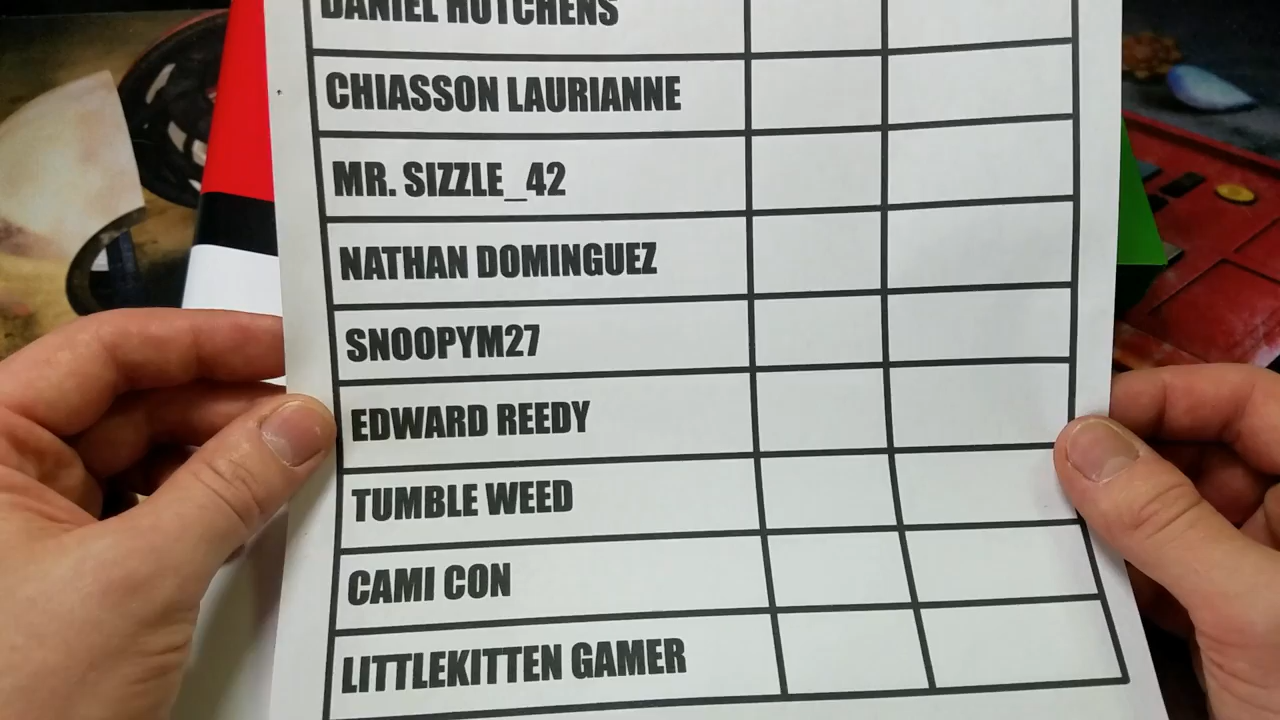 DANIEL HUTCHENS
CHIASSON LAURIANNE
MR. SIZZLE_42
NATHAN DOMINGUEZ
SNOOPYM27
EDWARD REEDY
TUMBLE WEED
CAMI CON
LITTLEKITTEN GAMER